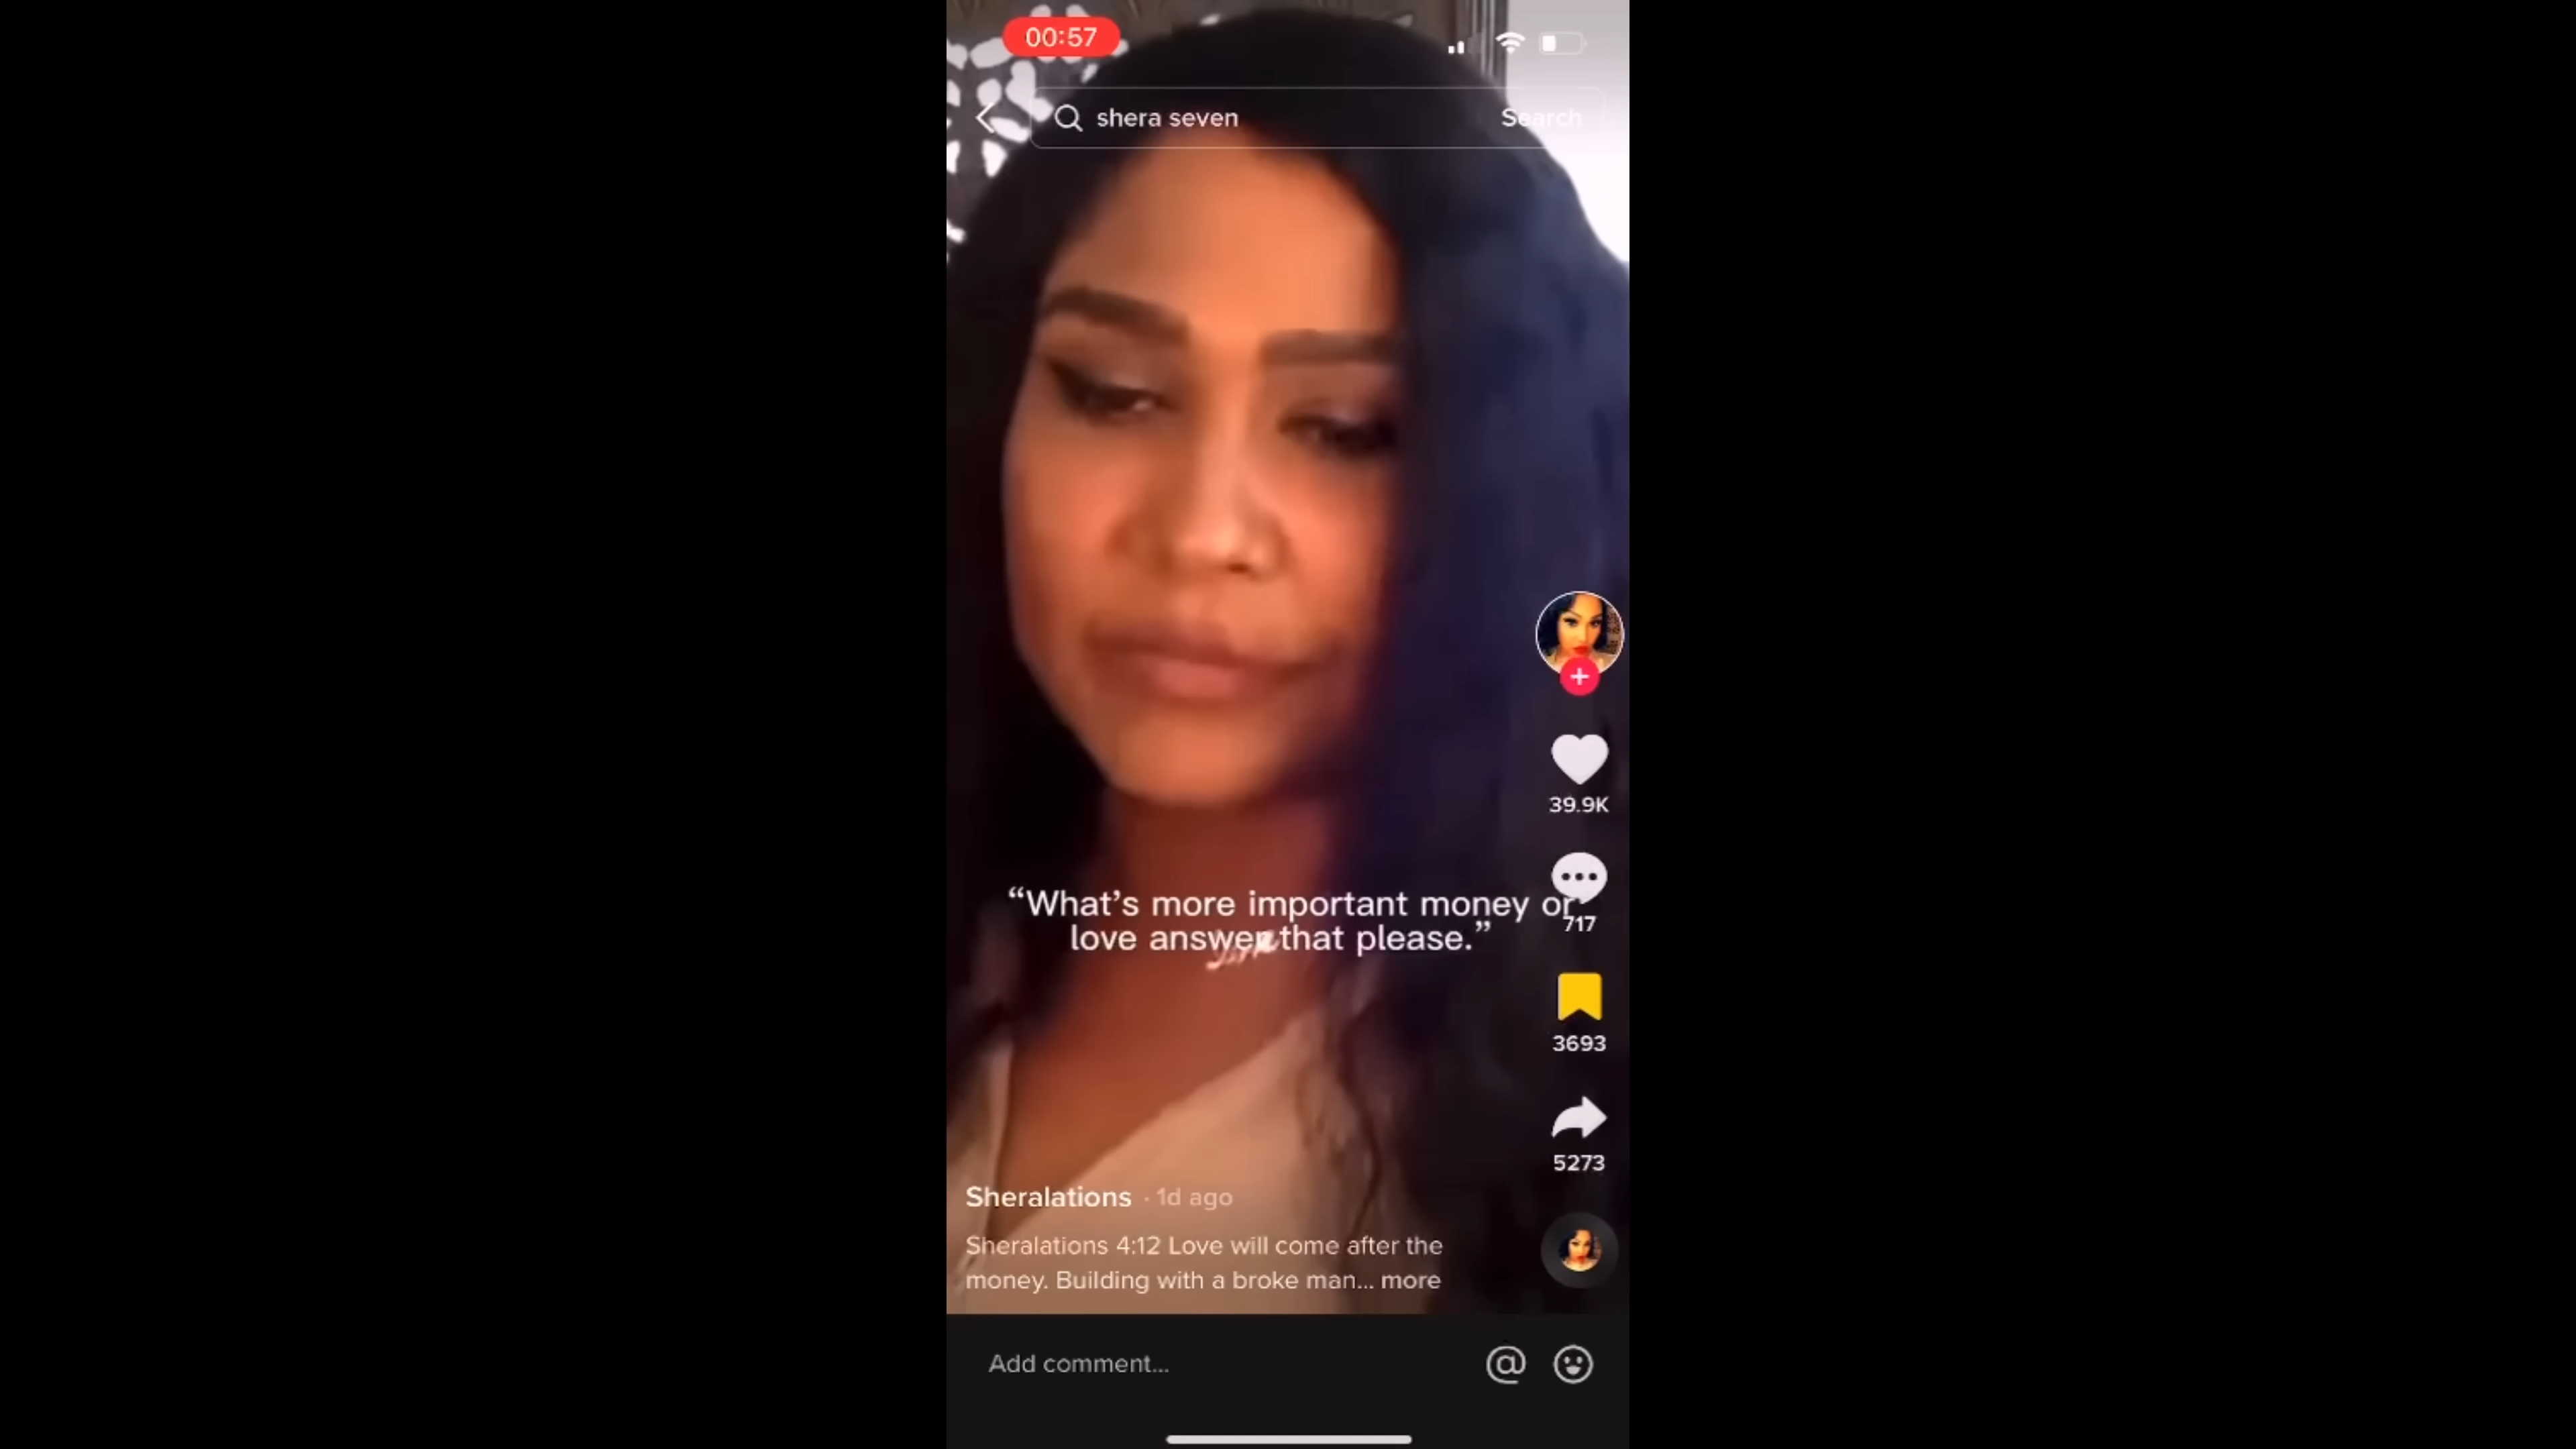 00:57
shera seven
Search
“What’s more important money or
love answer that please.”
39.9K
717
3693
5273
Sheralations · 1d ago
Sheralations 4:12 Love will come after the
money. Building with a broke man... more
Add comment...
@